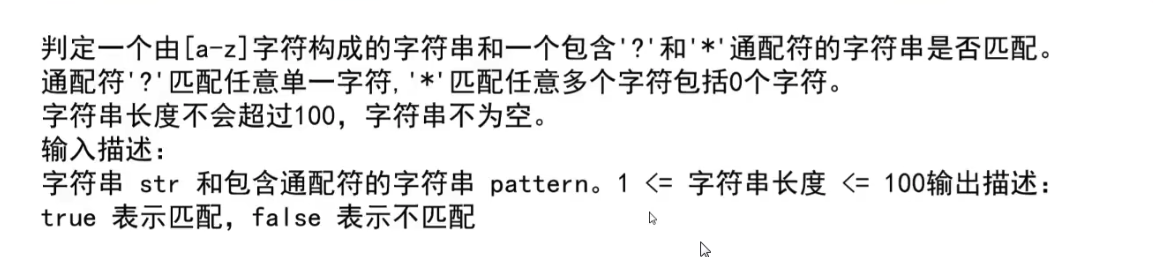 判定一个由[a-z]字符构成的字符串和一个包含'?'和'*'通配符的字符串是否匹配。
通配符'?'匹配任意单一字符,'*'匹配任意多个字符包括0个字符。
字符串长度不会超过100，字符串不为空。
输入描述：
字符串 str 和包含通配符的字符串 pattern。1 <= 字符串长度 <= 100输出描述：
true 表示匹配，false 表示不匹配